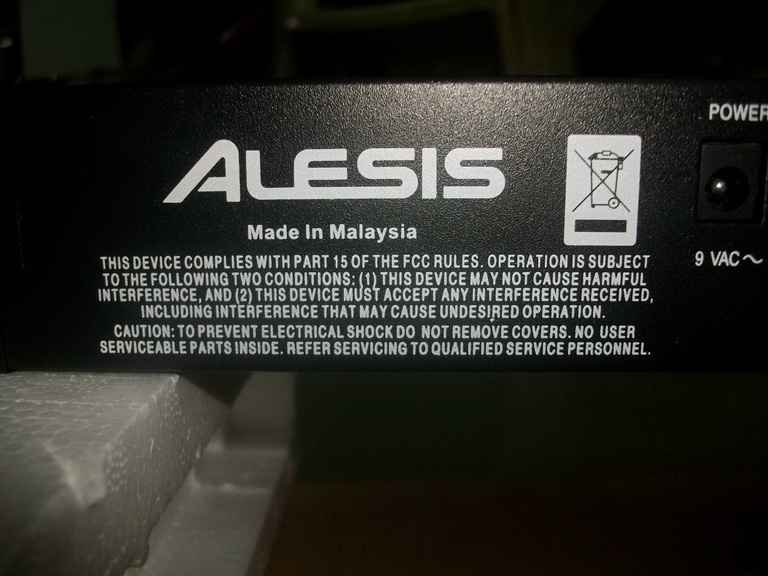 POWER
ALESIS
Made In Malaysia
9 VAC～
THIS DEVICE COMPLIES WITH PART 15 OF THE FCC RULES. OPERATION IS SUBJECT
TO THE FOLLOWING TWO CONDITIONS: (1) THIS DEVICE MAY NOT CAUSE HARMFUL
INTERFERENCE, AND (2) THIS DEVICE MUST ACCEPT ANY INTERFERENCE RECEIVED,
INCLUDING INTERFERENCE THAT MAY CAUSE UNDESIRED OPERATION.
CAUTION: TO PREVENT ELECTRICAL SHOCK DO NOT REMOVE COVERS. NO USER
SERVICEABLE PARTS INSIDE. REFER SERVICING TO QUALIFIED SERVICE PERSONNEL.